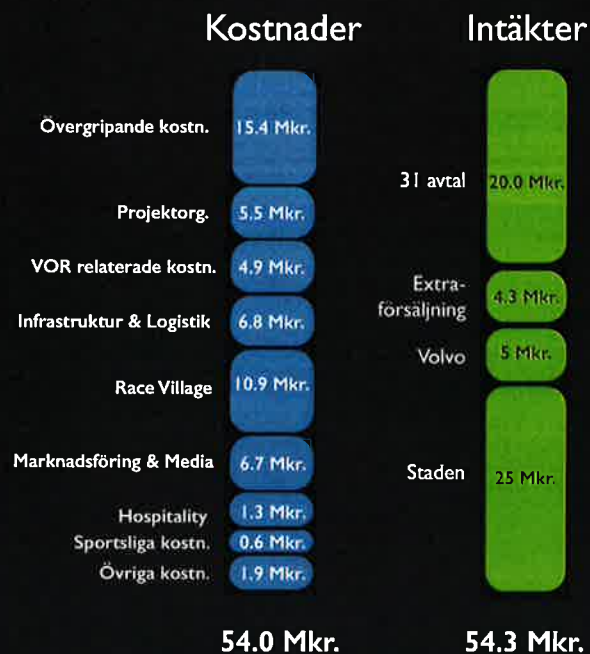 Kostnader
Intäkter
Övergripande kostn.
15.4 Mkr.
Projektorg.
5.5 Mkr.
VOR relaterade kostn.
4.9 Mkr.
Infrastruktur & Logistik
6.8 Mkr.
Race Village
10.9 Mkr.
Marknadsföring & Media
6.7 Mkr.
Hospitality
1.3 Mkr.
Sportsliga kostn.
0.6 Mkr.
Övriga kostn.
1.9 Mkr.
54.0 Mkr.
31 avtal
20.0 Mkr.
Extra-
försäljning
4.3 Mkr.
Volvo
5 Mkr.
Staden
25 Mkr.
54.3 Mkr.